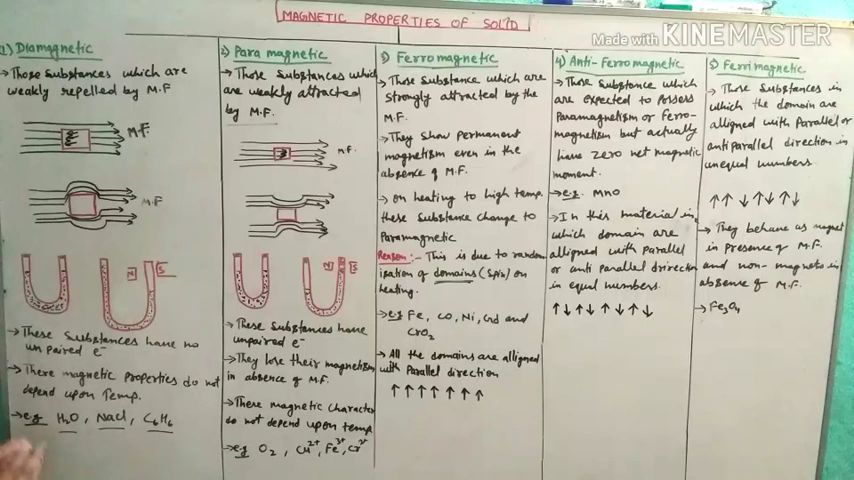 MAGNETIC PROPERTIES OF SOLID
Made with KINEMASTER
1) Diamagnetic
→ Those Substances which are
weakly repelled by M.F
M.F.
M.F
→ These Substances have no
unpaired e⁻
→ There magnetic properties do not
depend upon Temp.
→ e.g H₂O, NaCl, C₆H₆
2) Para magnetic
→ Those Substances which
are weakly attracted
by M.F.
M.F.
N S
→ These Substances have
unpaired e⁻
→ They lose their magnetism
in absence of M.F.
→ There magnetic character
do not depend upon temp
→ e.g O₂, Cu²⁺, Fe³⁺, Cr³⁺
3) Ferromagnetic
→ Those Substance which are
strongly attracted by the
M.F.
→ They show permanent
magnetism even in the
absence of M.F.
→ on heating to high temp.
these Substance change to
Paramagnetic
Reason:- This is due to random
isation of domains (Spin) on
heating.
→ e.g Fe, CO, Ni, Gd and
CrO₂
→ All the domains are alligned
with Parallel direction
↑ ↑ ↑ ↑ ↑ ↑ ↑
4) Anti-Ferromagnetic
→ Those Substance which
are expected to possess
Paramagnetism or Ferro-
magnetism but actually
have zero net magnetic
moment.
→ e.g. MnO
→ In this material in
which domain are
alligned with parallel
or anti parallel drirection
in equal numbers.
↑ ↓ ↑ ↓ ↑ ↓ ↑ ↓
5) Ferrimagnetic
→ Those Substances in
which the domain are
alligned with Parallel or
antiparallel direction in
unequal numbers.
↑ ↑ ↓ ↑ ↓ ↑ ↓
→ They behave as magnet
in presence of M.F.
and non-magnets in
absence of M.F.
→ Fe₃O₄